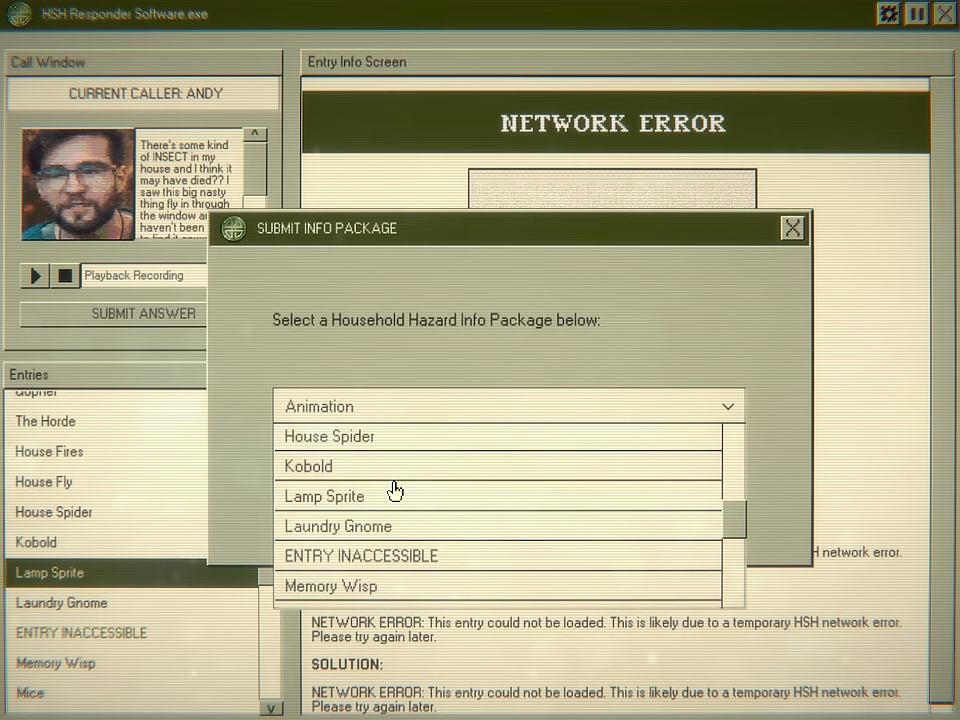 HSH Responder Software.exe
Call Window
CURRENT CALLER: ANDY
There's some kind
of INSECT in my
house and I think it
may have died?? I
saw this big nasty
thing fly in through
the window
haven't been
Playback Recording
SUBMIT ANSWER
Entries
Gopher
The Horde
House Fires
House Fly
House Spider
Kobold
Lamp Sprite
Laundry Gnome
ENTRY INACCESSIBLE
Memory Wisp
Mice
Entry Info Screen
NETWORK ERROR
SUBMIT INFO PACKAGE
Select a Household Hazard Info Package below:
Animation
House Spider
Kobold
Lamp Sprite
Laundry Gnome
ENTRY INACCESSIBLE
Memory Wisp
HSH network error.
NETWORK ERROR: This entry could not be loaded. This is likely due to a temporary HSH network error.
Please try again later.
SOLUTION:
NETWORK ERROR: This entry could not be loaded. This is likely due to a temporary HSH network error.
Please try again later.